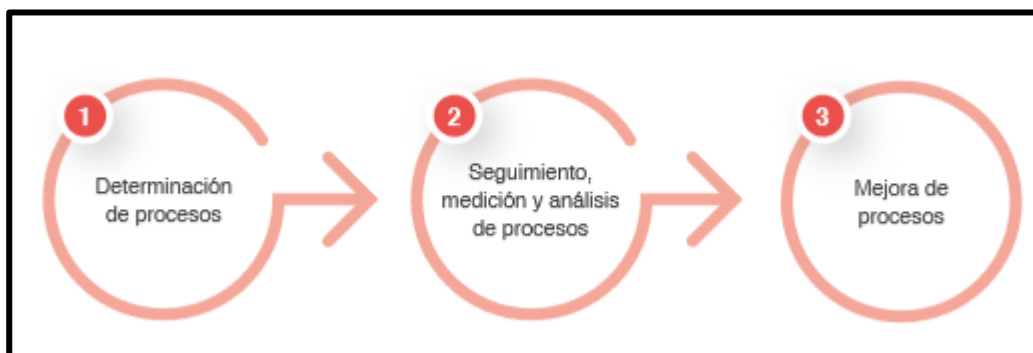 1
Determinación
de procesos
2
Seguimiento,
medición y análisis
de procesos
3
Mejora de
procesos